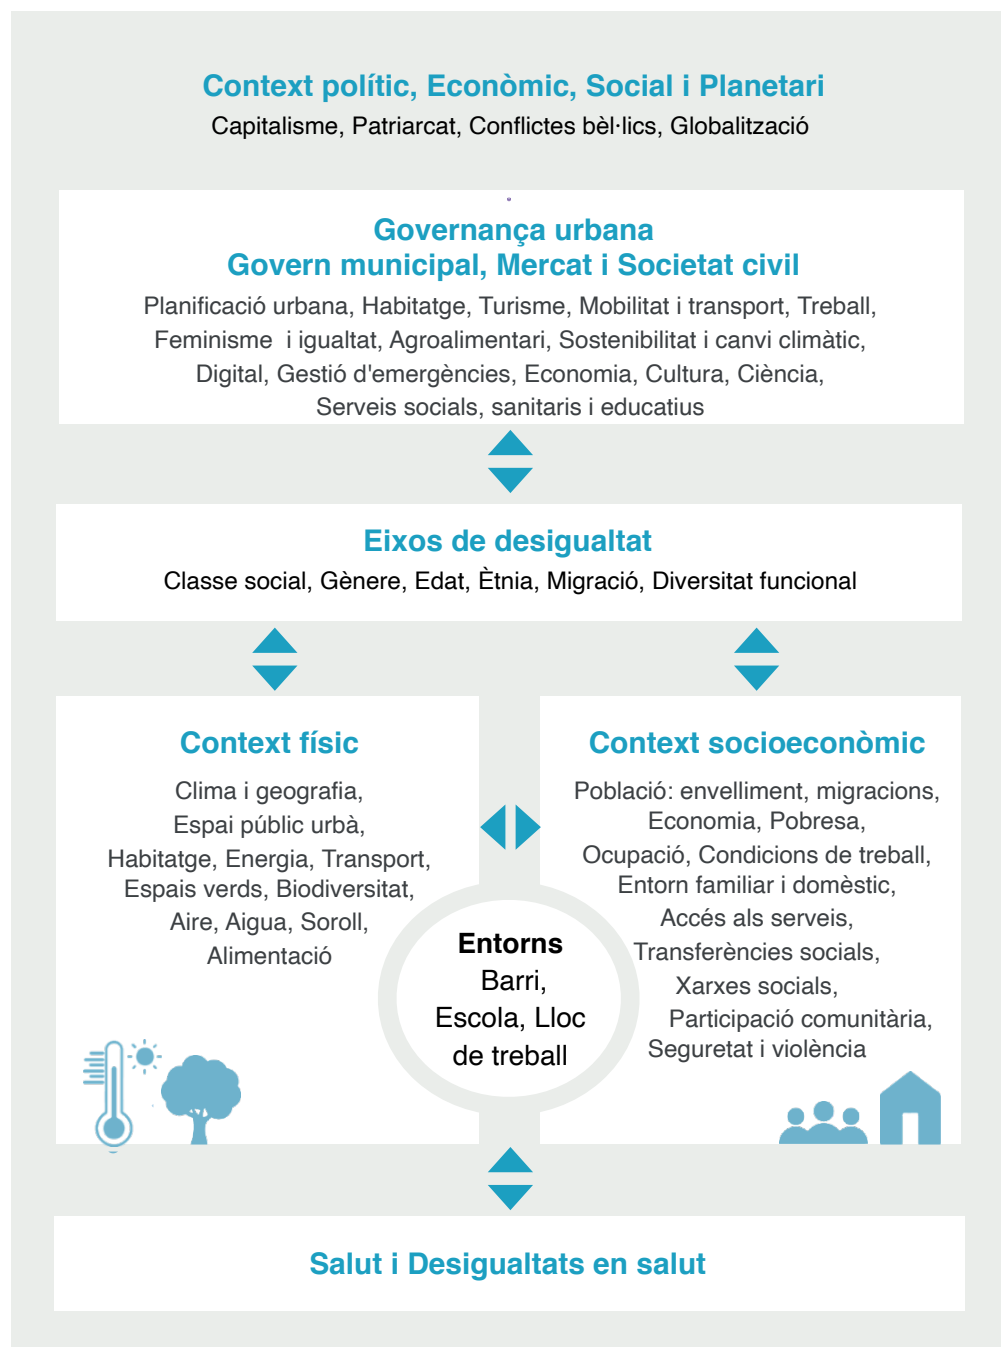 Context polític, Econòmic, Social i Planetari
Capitalisme, Patriarcat, Conflictes bèl·lics, Globalització
Governança urbana
Govern municipal, Mercat i Societat civil
Planificació urbana, Habitatge, Turisme, Mobilitat i transport, Treball,
Feminisme i igualtat, Agroalimentari, Sostenibilitat i canvi climàtic,
Digital, Gestió d'emergències, Economia, Cultura, Ciència,
Serveis socials, sanitaris i educatius
Eixos de desigualtat
Classe social, Gènere, Edat, Ètnia, Migració, Diversitat funcional
Context físic
Clima i geografia,
Espai públic urbà,
Habitatge, Energia, Transport,
Espais verds, Biodiversitat,
Aire, Aigua, Soroll,
Alimentació
Context socioeconòmic
Població: envelliment, migracions,
Economia, Pobresa,
Ocupació, Condicions de treball,
Entorn familiar i domèstic,
Accés als serveis,
Transferències socials,
Xarxes socials,
Participació comunitària,
Seguretat i violència
Entorns
Barri,
Escola, Lloc
de treball
Salut i Desigualtats en salut